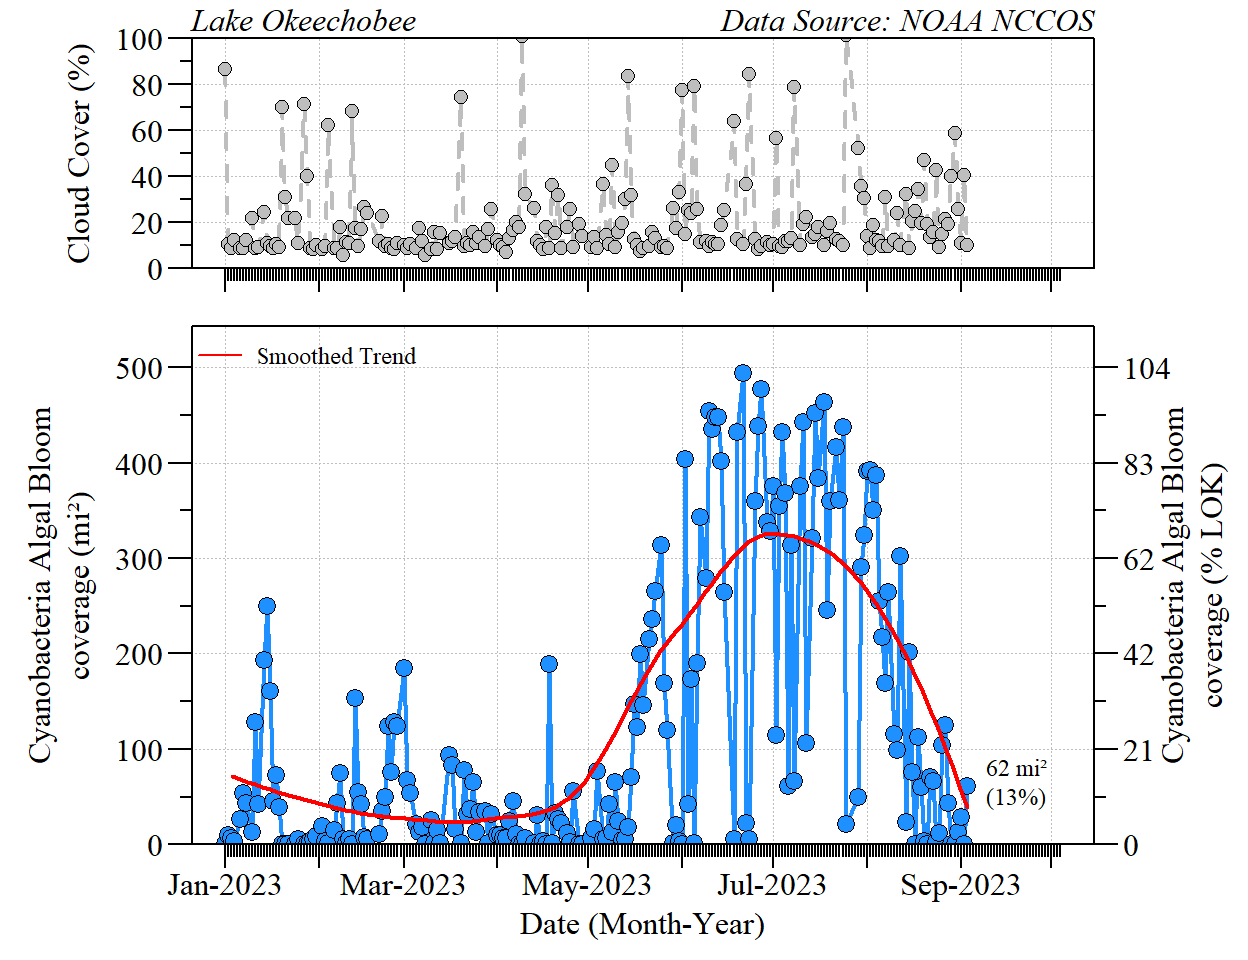 Lake Okeechobee
Data Source: NOAA NCCOS
Cloud Cover (%)
100
80
60
40
20
0
Smoothed Trend
Cyanobacteria Algal Bloom
coverage (mi²)
500
400
300
200
100
0
104
83
62
42
21
0
Cyanobacteria Algal Bloom
coverage (% LOK)
62 mi²
(13%)
Jan-2023 Mar-2023 May-2023 Jul-2023 Sep-2023
Date (Month-Year)